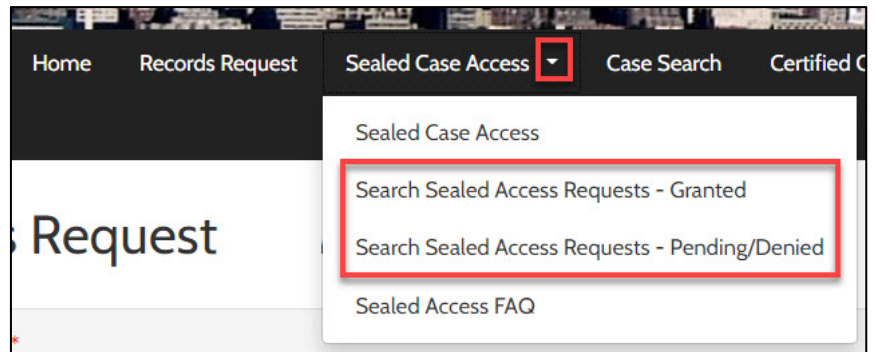 Home Records Request Sealed Case Access Case Search Certified C
Sealed Case Access
Search Sealed Access Requests - Granted
Request
Search Sealed Access Requests - Pending/Denied
Sealed Access FAQ
*